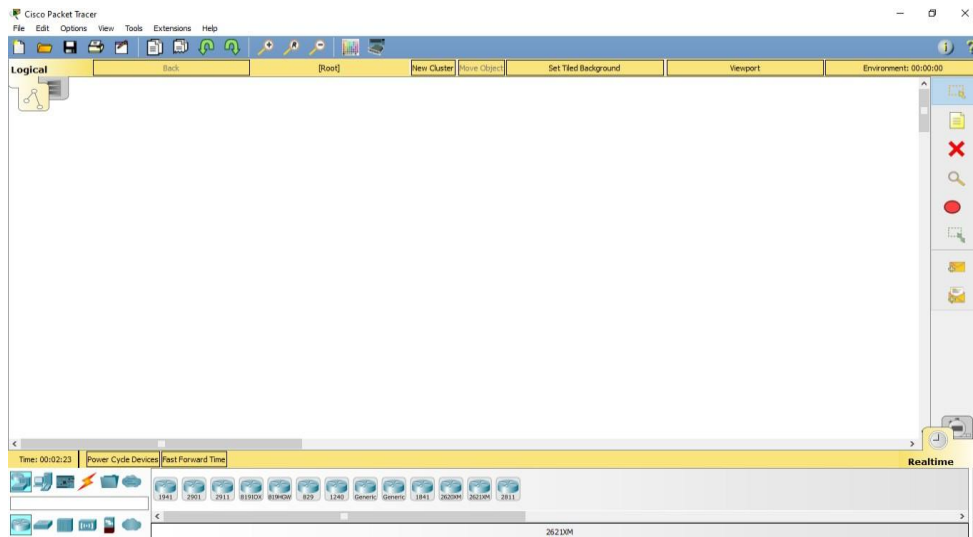 Cisco Packet Tracer
File Edit Options View Tools Extensions Help
Logical Back [Root] New Cluster Move Object Set Tiled Background Viewport Environment: 00:00:00
Time: 00:02:23 Power Cycle Devices Fast Forward Time Realtime
1941 2901 2911 819IOX 819HGW 829 1240 Generic Generic 1841 2620XM 2621XM 2811
2621XM